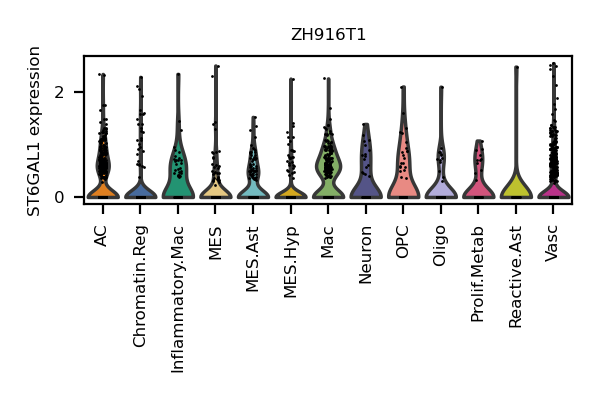 ZH916T1
ST6GAL1 expression
2
0
AC
Chromatin.Reg
Inflammatory.Mac
MES
MES.Ast
MES.Hyp
Mac
Neuron
OPC
Oligo
Prolif.Metab
Reactive.Ast
Vasc